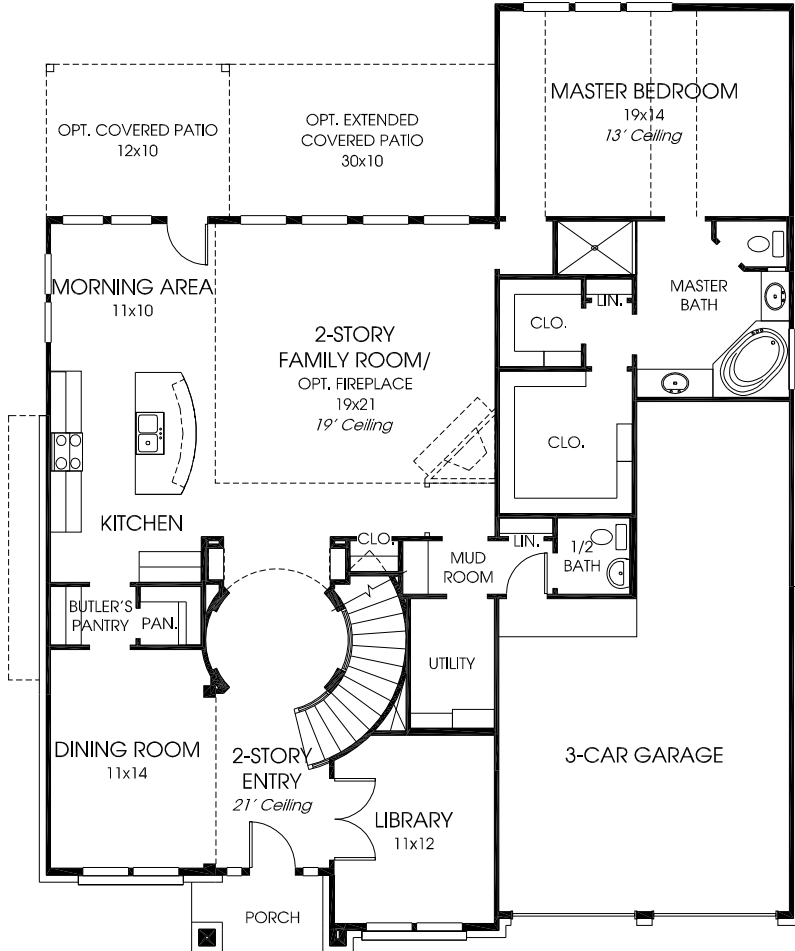 MASTER BEDROOM
19x14
13' Ceiling
OPT. COVERED PATIO
12x10
OPT. EXTENDED
COVERED PATIO
30x10
MORNING AREA
11x10
2-STORY
FAMILY ROOM/
OPT. FIREPLACE
19x21
19' Ceiling
MASTER
BATH
LIN.
CLO.
CLO.
KITCHEN
CLO.
MUD
ROOM
LIN.
1/2
BATH
BUTLER'S
PANTRY
PAN.
UTILITY
DINING ROOM
11x14
2-STORY
ENTRY
21' Ceiling
LIBRARY
11x12
3-CAR GARAGE
PORCH